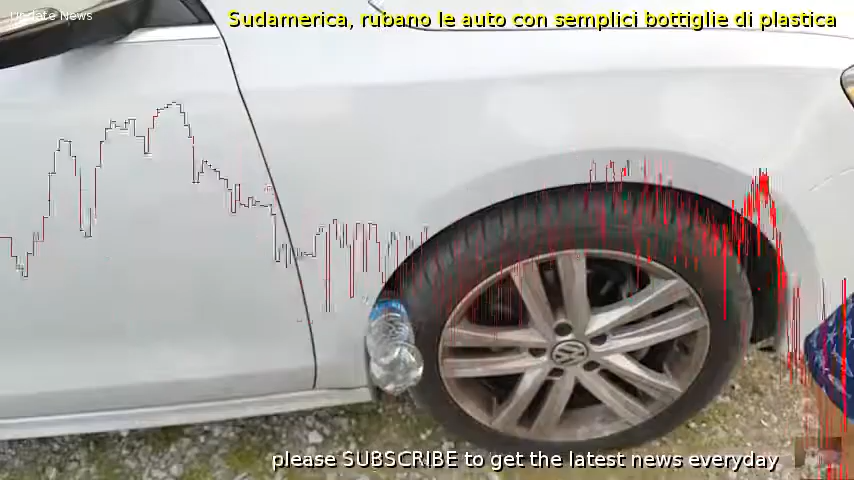 Update News
Sudamerica, rubano le auto con semplici bottiglie di plastica
please SUBSCRIBE to get the latest news everyday